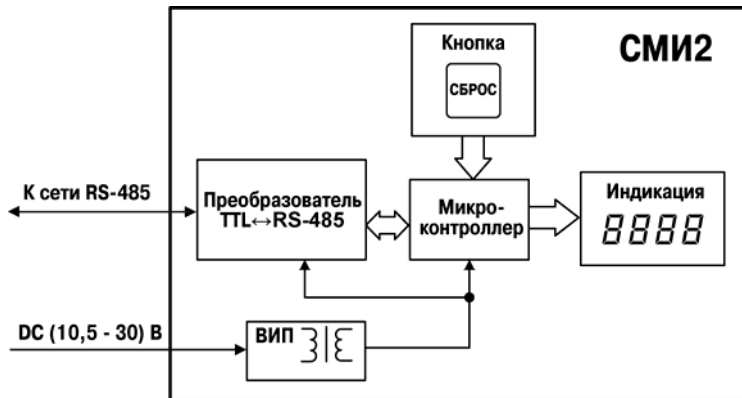 Кнопка
СМИ2
СБРОС
К сети RS-485
Преобразователь
TTL↔RS-485
Микро-
контроллер
Индикация
8888
DC (10,5 - 30) В
ВИП